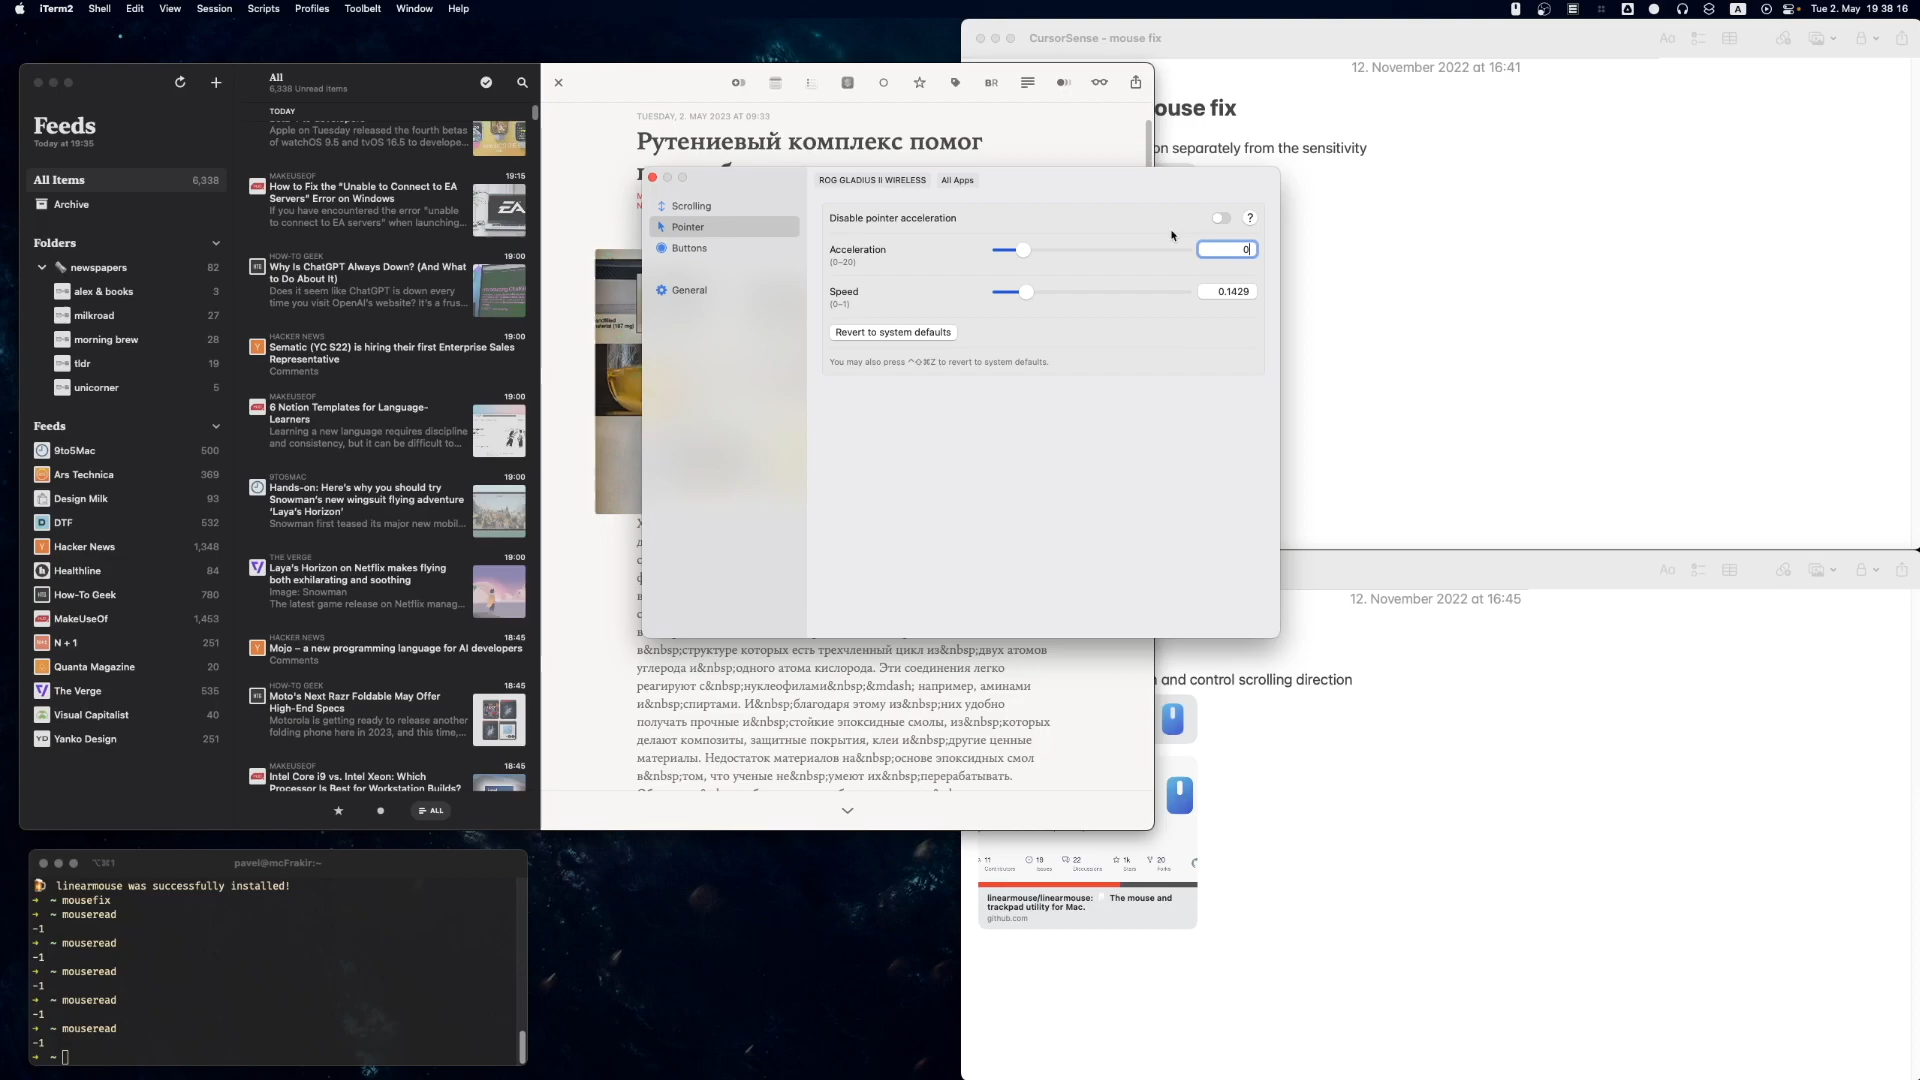 iTerm2 Shell Edit View Session Scripts Profiles Toolbelt Window Help
A Tue 2. May 19 38 16
CursorSense - mouse fix
12. November 2022 at 16:41
ouse fix
on separately from the sensitivity
Feeds
Today at 19:35
All Items 6,338
Archive
Folders
newspapers 82
alex & books 3
milkroad 27
morning brew 28
tldr 19
unicorner 5
Feeds
9to5Mac 500
Ars Technica 369
Design Milk 93
DTF 532
Hacker News 1,348
Healthline 84
How-To Geek 780
MakeUseOf 1,453
N + 1 251
Quanta Magazine 20
The Verge 535
Visual Capitalist 40
Yanko Design 251
All
6,338 Unread Items
TODAY
Apple on Tuesday released the fourth betas
of watchOS 9.5 and tvOS 16.5 to develope...
MAKEUSEOF 19:15
How to Fix the "Unable to Connect to EA
Servers" Error on Windows
If you have encountered the error "unable
to connect to EA servers" when launching...
HOW-TO GEEK 19:00
Why Is ChatGPT Always Down? (And What
to Do About It)
Does it seem like ChatGPT is down every
time you visit OpenAI's website? It's a frus...
HACKER NEWS 19:00
Sematic (YC S22) is hiring their first Enterprise Sales
Representative
Comments
MAKEUSEOF 19:00
6 Notion Templates for Language-
Learners
Learning a new language requires discipline
and consistency, but it can be difficult to...
9TO5MAC 19:00
Hands-on: Here's why you should try
Snowman's new wingsuit flying adventure
'Laya's Horizon'
Snowman first teased its major new mobil...
THE VERGE 19:00
Laya's Horizon on Netflix makes flying
both exhilarating and soothing
Image: Snowman
The latest game release on Netflix manag...
HACKER NEWS 18:45
Mojo – a new programming language for AI developers
Comments
HOW-TO GEEK 18:45
Moto's Next Razr Foldable May Offer
High-End Specs
Motorola is getting ready to release another
folding phone here in 2023, and this time,...
MAKEUSEOF 18:45
Intel Core i9 vs. Intel Xeon: Which
Processor Is Best for Workstation Builds?
ALL
BR
TUESDAY, 2. MAY 2023 AT 09:33
Рутениевый комплекс помог
в&nbsp;структуре которых есть трехчленный цикл из&nbsp;двух атомов
углерода и&nbsp;одного атома кислорода. Эти соединения легко
реагируют с&nbsp;нуклеофилами&nbsp;&mdash; например, аминами
и&nbsp;спиртами. И&nbsp;благодаря этому из&nbsp;них удобно
получать прочные и&nbsp;стойкие эпоксидные смолы, из&nbsp;которых
делают композиты, защитные покрытия, клеи и&nbsp;другие ценные
материалы. Недостаток материалов на&nbsp;основе эпоксидных смол
в&nbsp;том, что ученые не&nbsp;умеют их&nbsp;перерабатывать.
ROG GLADIUS II WIRELESS All Apps
Scrolling
Pointer
Buttons
General
Disable pointer acceleration ?
Acceleration 0
(0–20)
Speed 0.1429
(0–1)
Revert to system defaults
You may also press ^⇧⌘Z to revert to system defaults.
12. November 2022 at 16:45
and control scrolling direction
11 19 22 1k 20
Contributors Issues Discussions Stars Forks
linearmouse/linearmouse: The mouse and
trackpad utility for Mac.
github.com
⌥⌘1 pavel@mcFrakir:~
linearmouse was successfully installed!
➜ ~ mousefix
➜ ~ mouseread
-1
➜ ~ mouseread
-1
➜ ~ mouseread
-1
➜ ~ mouseread
-1
➜ ~ mouseread
-1
➜ ~